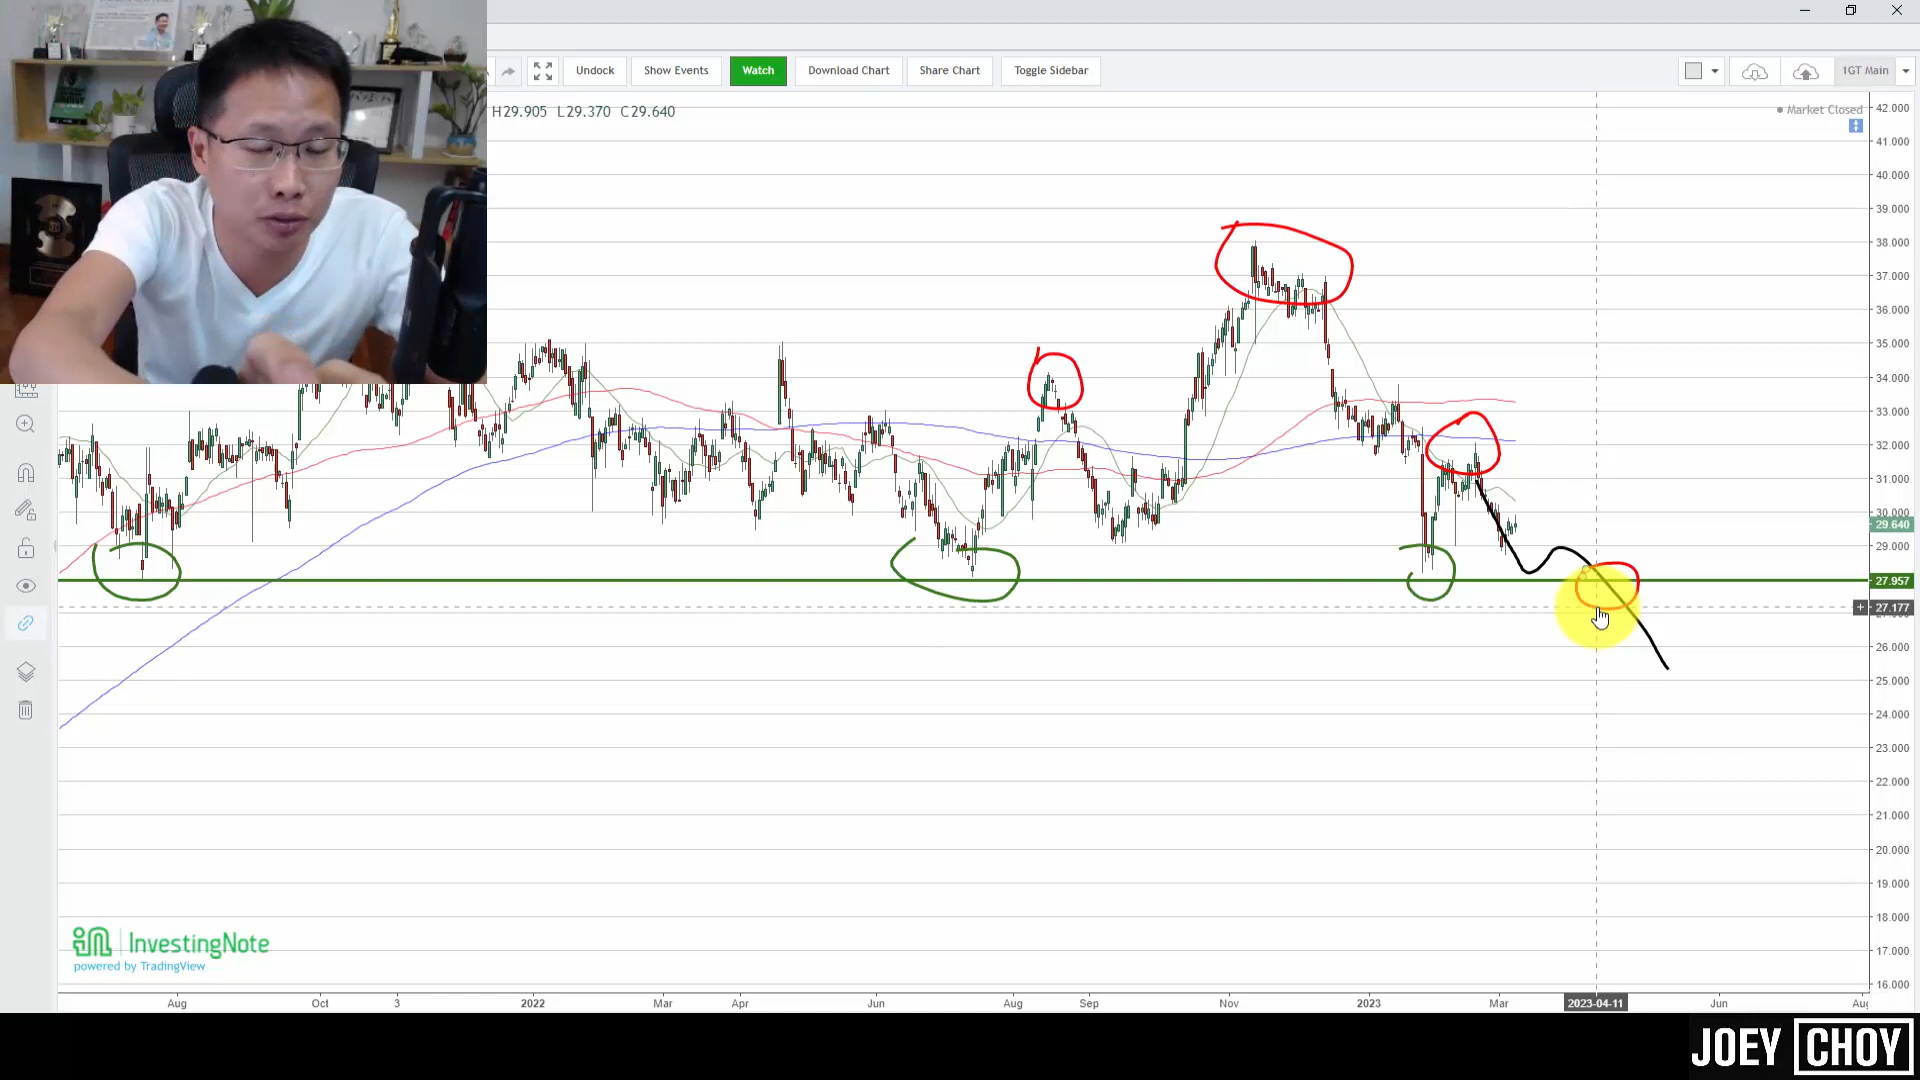 Undock
Show Events
Watch
Download Chart
Share Chart
Toggle Sidebar
1GT Main
H29.905 L29.370 C29.640
Market Closed
42.000
41.000
40.000
39.000
38.000
37.000
36.000
35.000
34.000
33.000
32.000
31.000
30.000
29.640
29.000
27.957
27.177
26.000
25.000
24.000
23.000
22.000
21.000
20.000
19.000
18.000
17.000
16.000
InvestingNote
powered by TradingView
Aug
Oct
3
2022
Mar
Apr
Jun
Aug
Sep
Nov
2023
Mar
2023-04-11
Jun
JOEY CHOY